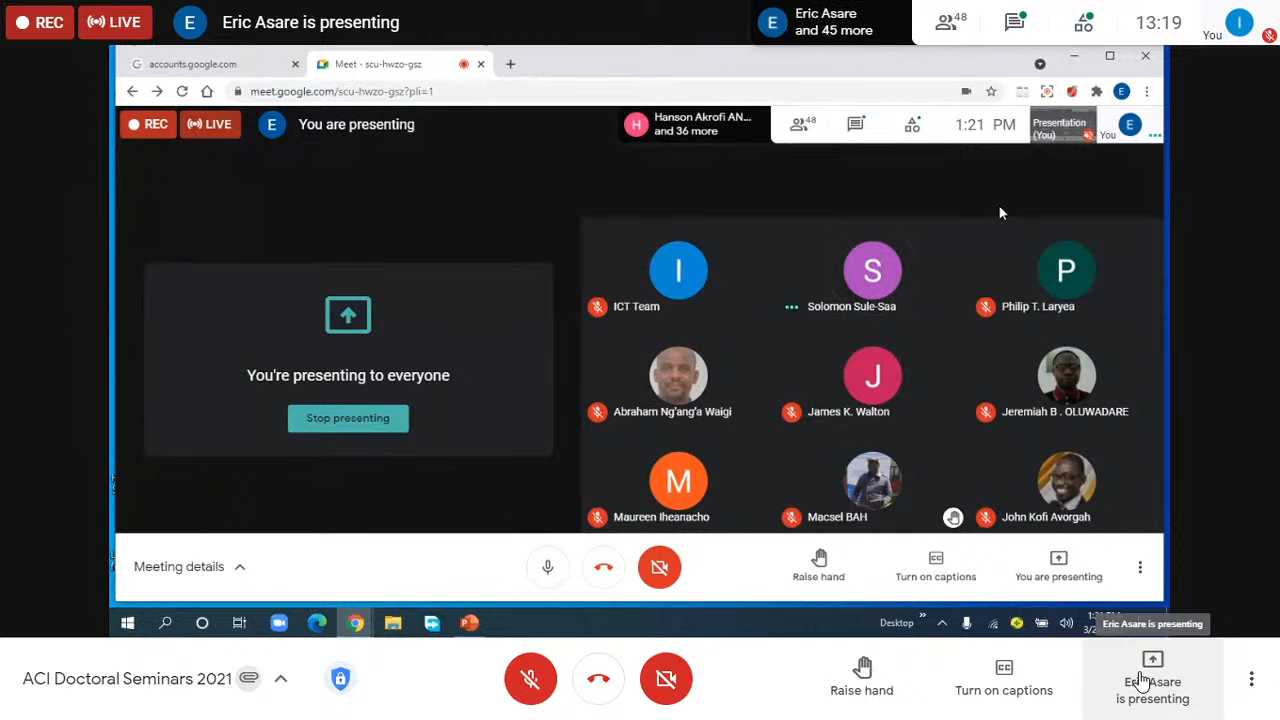 REC
LIVE
E
Eric Asare is presenting
E
Eric Asare
and 45 more
48
13:19
You
I
G
accounts.google.com
Meet - scu-hwzo-gsz
meet.google.com/scu-hwzo-gsz?pli=1
E
REC
LIVE
E
You are presenting
H
Hanson Akrofi AN...
and 36 more
48
1:21 PM
Presentation
(You)
You
E
You're presenting to everyone
Stop presenting
I
ICT Team
S
Solomon Sule-Saa
P
Philip T. Laryea
Abraham Ng'ang'a Waigi
J
James K. Walton
Jeremiah B . OLUWADARE
M
Maureen Iheanacho
Macsel BAH
John Kofi Avorgah
Meeting details
Raise hand
CC
Turn on captions
You are presenting
Desktop
Eric Asare is presenting
ACI Doctoral Seminars 2021
Raise hand
CC
Turn on captions
Eric Asare
is presenting